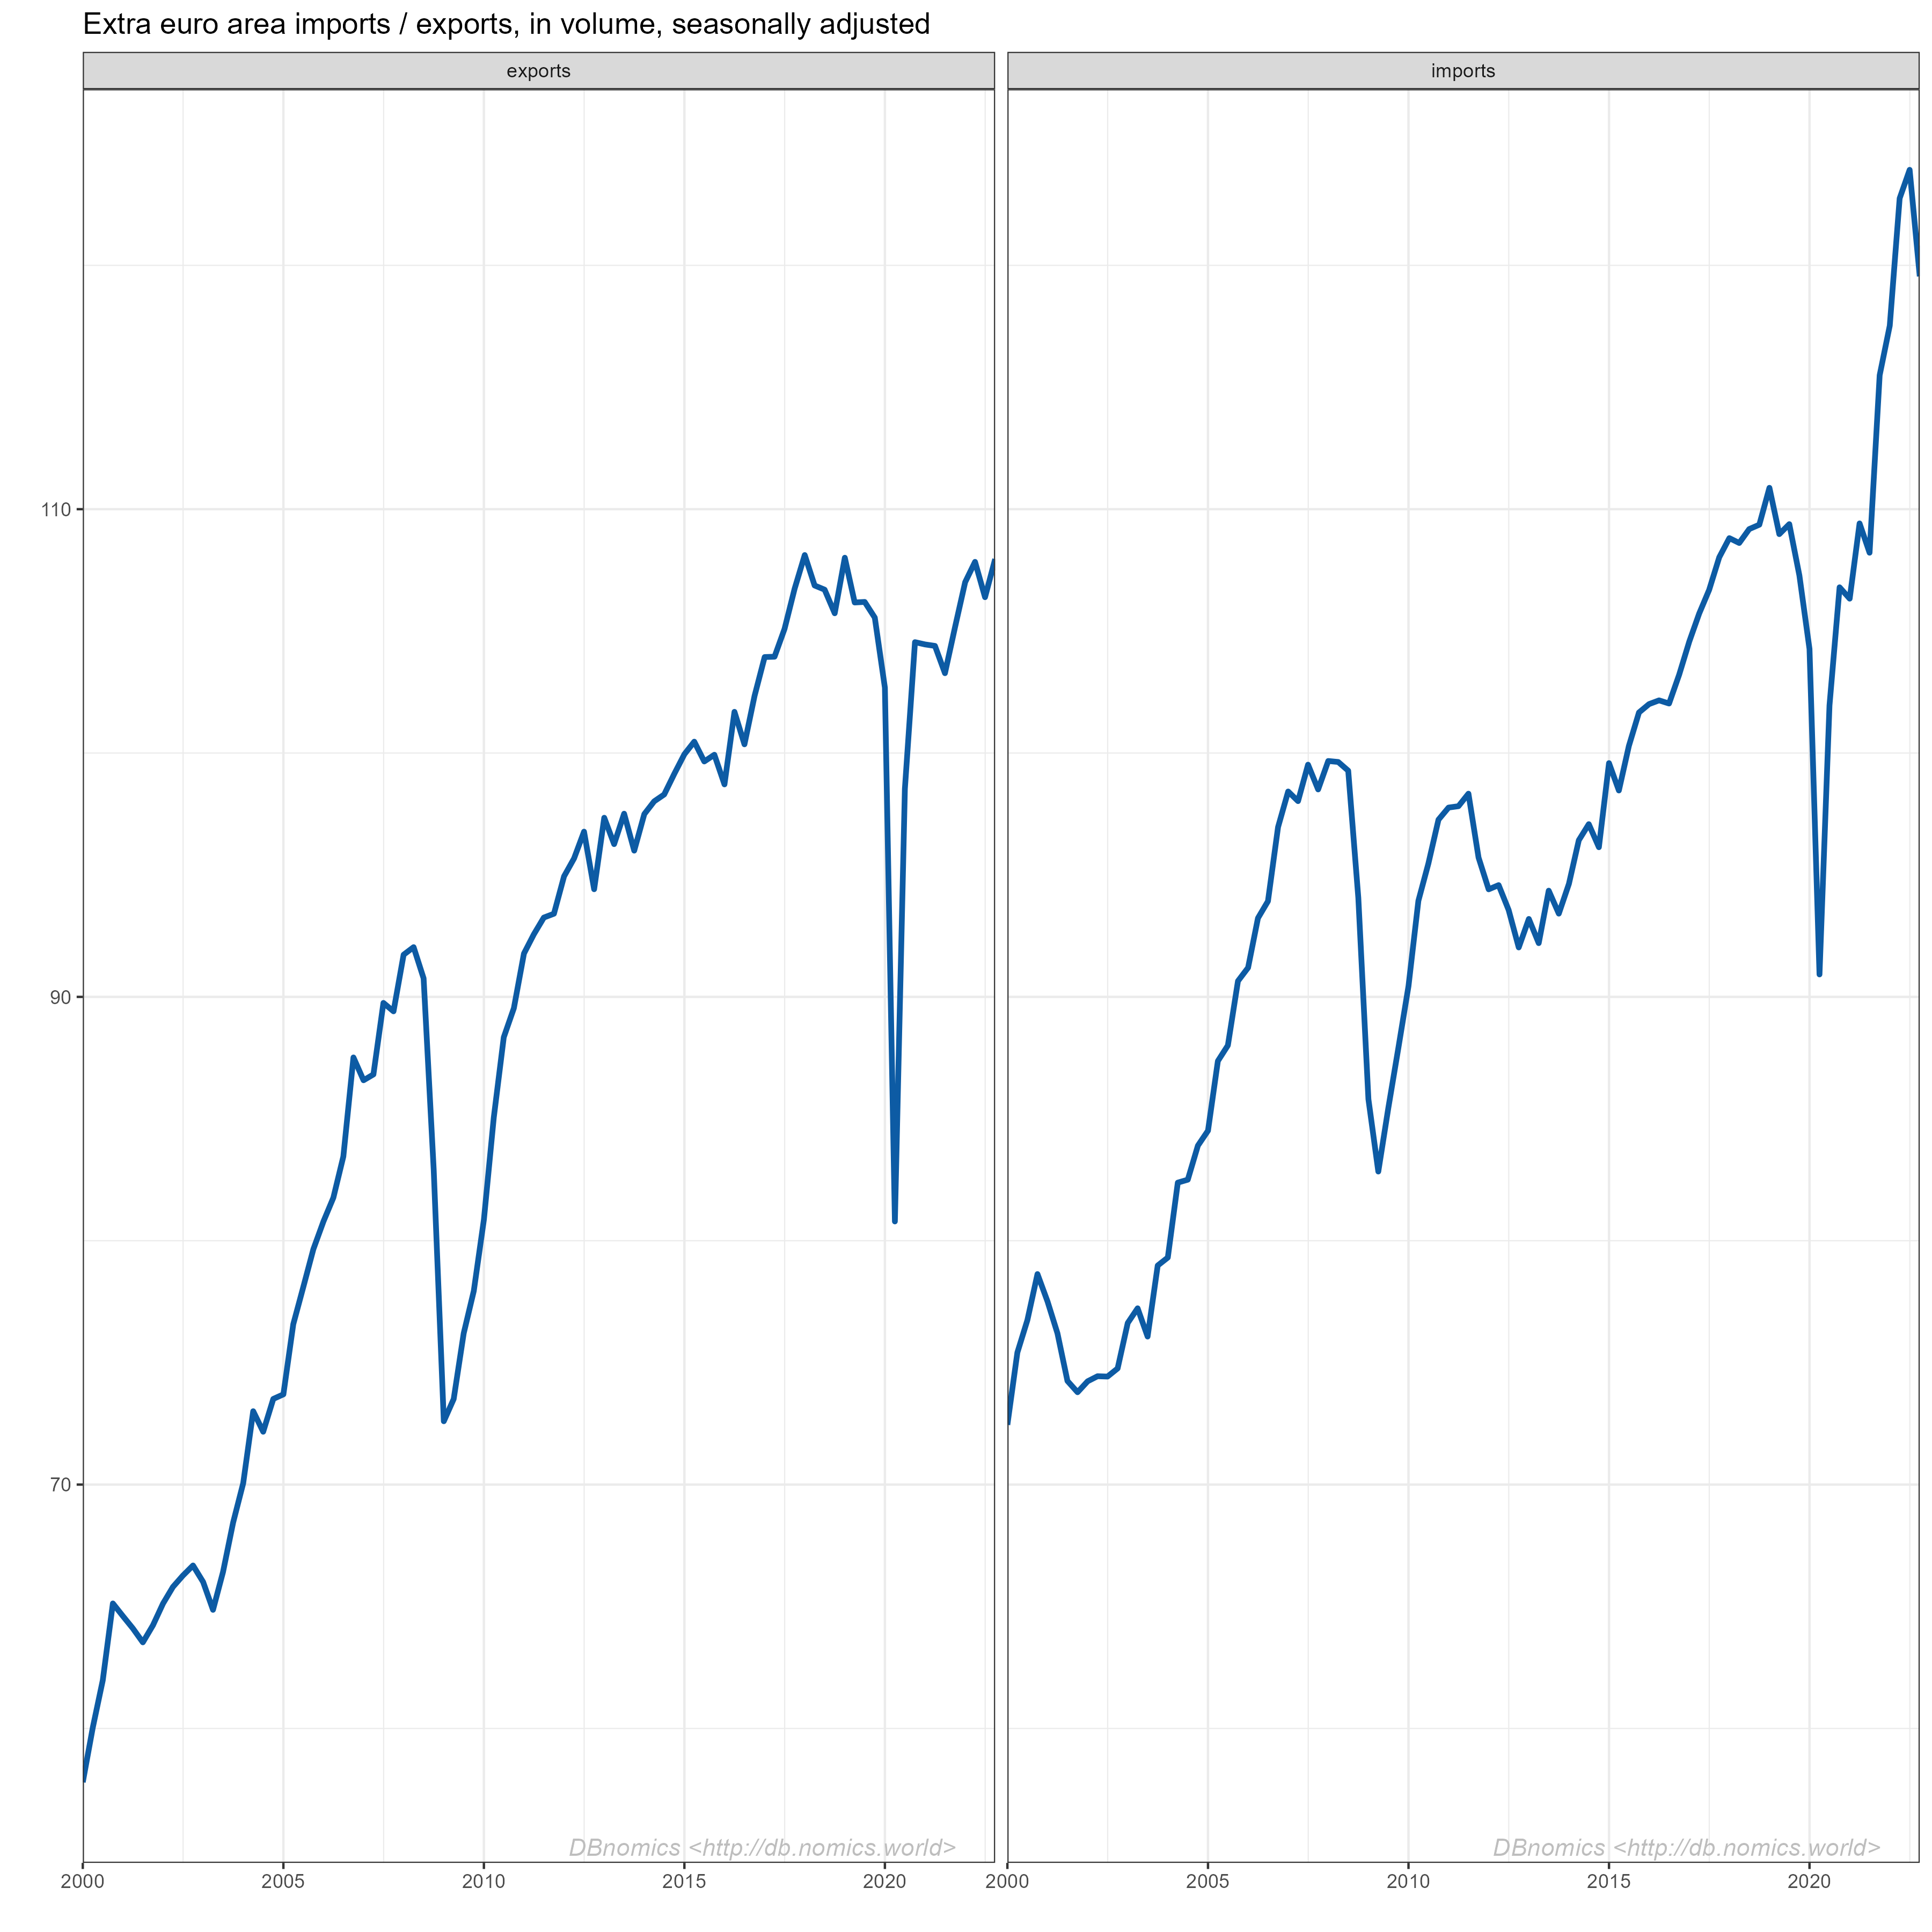 Extra euro area imports / exports, in volume, seasonally adjusted
exports
imports
110
90
70
DBnomics <http://db.nomics.world>
DBnomics <http://db.nomics.world>
2000 2005 2010 2015 2020
2000 2005 2010 2015 2020